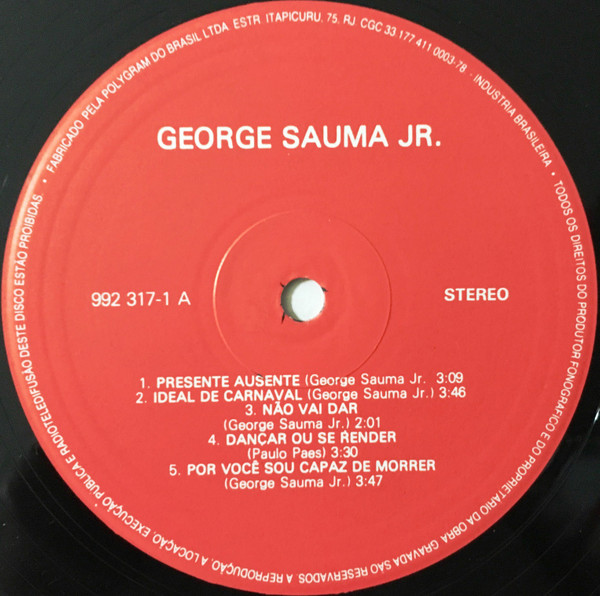 • FABRICADO PELA POLYGRAM DO BRASIL LTDA ESTR ITAPICURU, 75, RJ CGC 33 177.411 0003-78 - INDUSTRIA BRASILEIRA • TODOS OS DIREITOS DO PRODUTOR FONOGRAFICO E DO PROPRIETARIO DA OBRA GRAVADA SAO RESERVADOS A REPRODUÇÃO, A LOCAÇÃO, EXECUÇÃO PUBLICA E RADIOTELEDIFUSÃO DESTE DISCO ESTÃO PROIBIDAS.
GEORGE SAUMA JR.
992 317-1 A
STEREO
1. PRESENTE AUSENTE (George Sauma Jr. 3:09
2. IDEAL DE CARNAVAL (George Sauma Jr.) 3:46
3. NÃO VAI DAR
(George Sauma Jr.) 2:01
4. DANÇAR OU SE RENDER
(Paulo Paes) 3:30
5. POR VOCÊ SOU CAPAZ DE MORRER
(George Sauma Jr.) 3:47